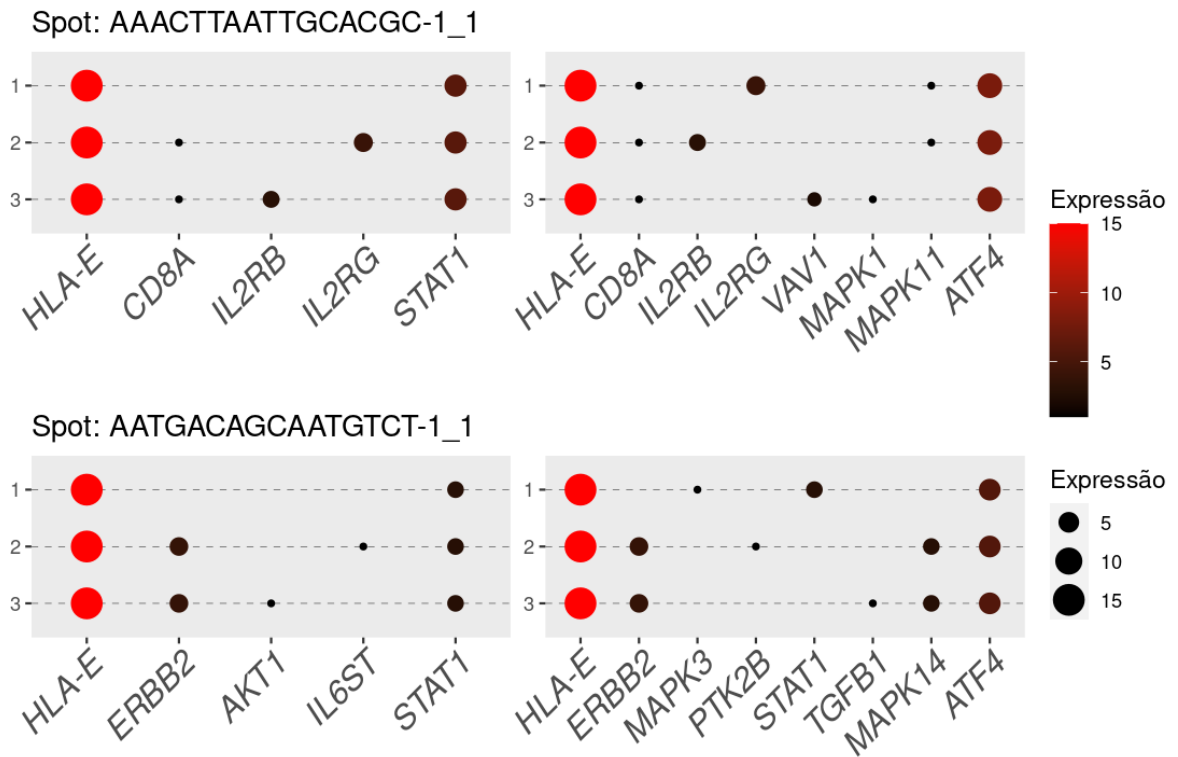 Spot: AAACTTAATTGCACGC-1_1
1
2
3
HLA-E
CD8A
IL2RB
IL2RG
STAT1
1
2
3
HLA-E
CD8A
IL2RB
IL2RG
VAV1
MAPK1
MAPK11
ATF4
Expressão
15
10
5
Spot: AATGACAGCAATGTCT-1_1
1
2
3
HLA-E
ERBB2
AKT1
IL6ST
STAT1
1
2
3
HLA-E
ERBB2
MAPK3
PTK2B
STAT1
TGFB1
MAPK14
ATF4
Expressão
5
10
15